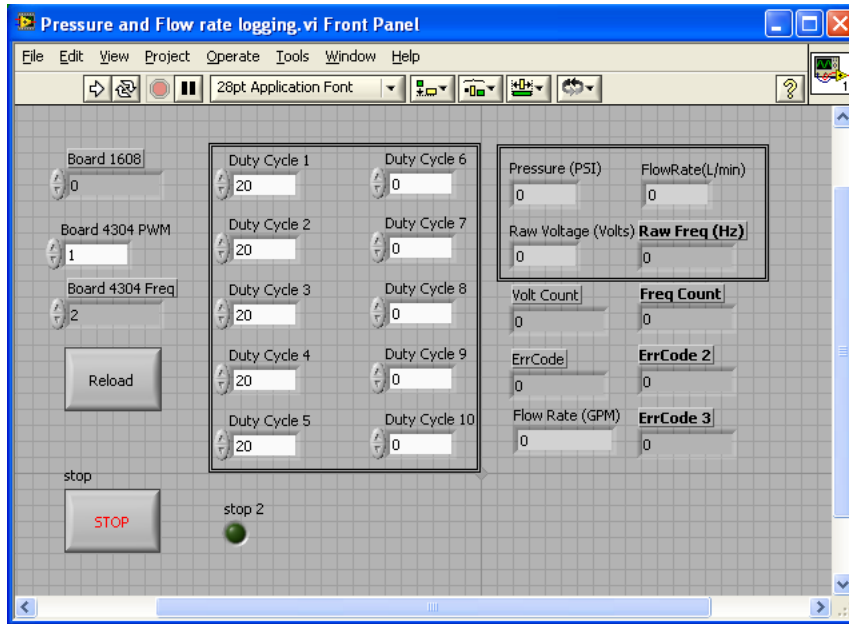 Pressure and Flow rate logging.vi Front Panel
File Edit View Project Operate Tools Window Help
28pt Application Font
1
Board 1608
0
Board 4304 PWM
1
Board 4304 Freq
2
Reload
stop
STOP
Duty Cycle 1
20
Duty Cycle 2
20
Duty Cycle 3
20
Duty Cycle 4
20
Duty Cycle 5
20
Duty Cycle 6
0
Duty Cycle 7
0
Duty Cycle 8
0
Duty Cycle 9
0
Duty Cycle 10
0
stop 2
Pressure (PSI)
0
FlowRate(L/min)
0
Raw Voltage (Volts)
0
Raw Freq (Hz)
0
Volt Count
0
Freq Count
0
ErrCode
0
ErrCode 2
0
Flow Rate (GPM)
0
ErrCode 3
0